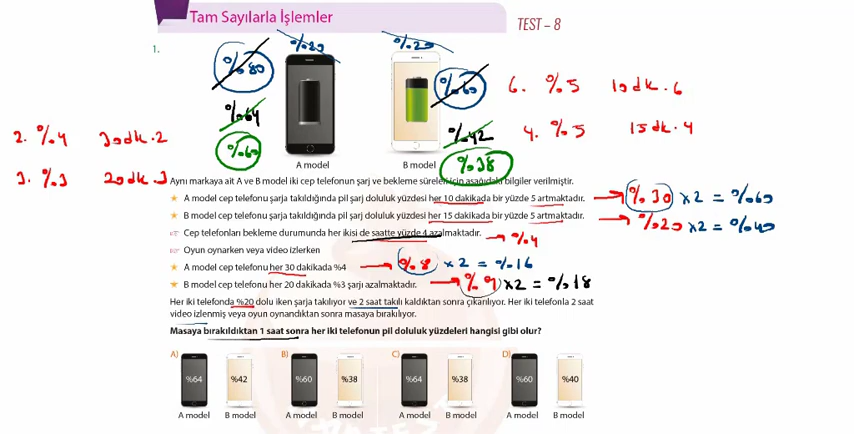 Tam Sayılarla İşlemler
TEST – 8
1.
%20
%20
%80
%60
6. %5 10dk.6
%64
%42
4. %5 15dk.4
2. %4 30dk.2
%60
%38
3. %3 20dk.3
A model
B model
Aynı markaya ait A ve B model iki cep telefonun şarj ve bekleme süreleri için aşağıdaki bilgiler verilmiştir.
★ A model cep telefonu şarja takıldığında pil şarj doluluk yüzdesi her 10 dakikada bir yüzde 5 artmaktadır. → %30 x2 = %60
★ B model cep telefonu şarja takıldığında pil şarj doluluk yüzdesi her 15 dakikada bir yüzde 5 artmaktadır. → %20 x2 = %40
Cep telefonları bekleme durumunda her ikisi de saatte yüzde 4 azalmaktadır. → %4
Oyun oynarken veya video izlerken
★ A model cep telefonu her 30 dakikada %4 → %8 x2 = %16
★ B model cep telefonu her 20 dakikada %3 şarjı azalmaktadır. → %9 x2 = %18
Her iki telefonda %20 dolu iken şarja takılıyor ve 2 saat takılı kaldıktan sonra çıkarılıyor. Her iki telefonla 2 saat
video izlenmiş veya oyun oynandıktan sonra masaya bırakılıyor.
Masaya bırakıldıktan 1 saat sonra her iki telefonun pil doluluk yüzdeleri hangisi gibi olur?
A) B) C) D)
%64 %42 %60 %38 %64 %38 %60 %40
A model B model A model B model A model B model A model B model